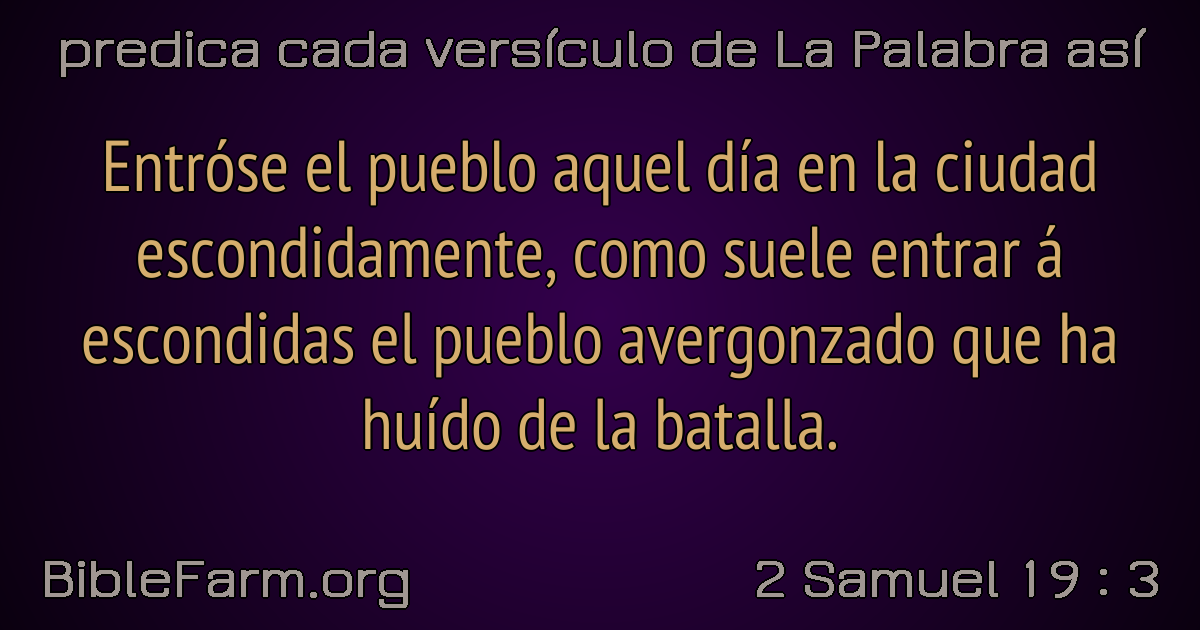 predica cada versículo de La Palabra así
Entróse el pueblo aquel día en la ciudad
escondidamente, como suele entrar á
escondidas el pueblo avergonzado que ha
huído de la batalla.
BibleFarm.org
2 Samuel 19 : 3